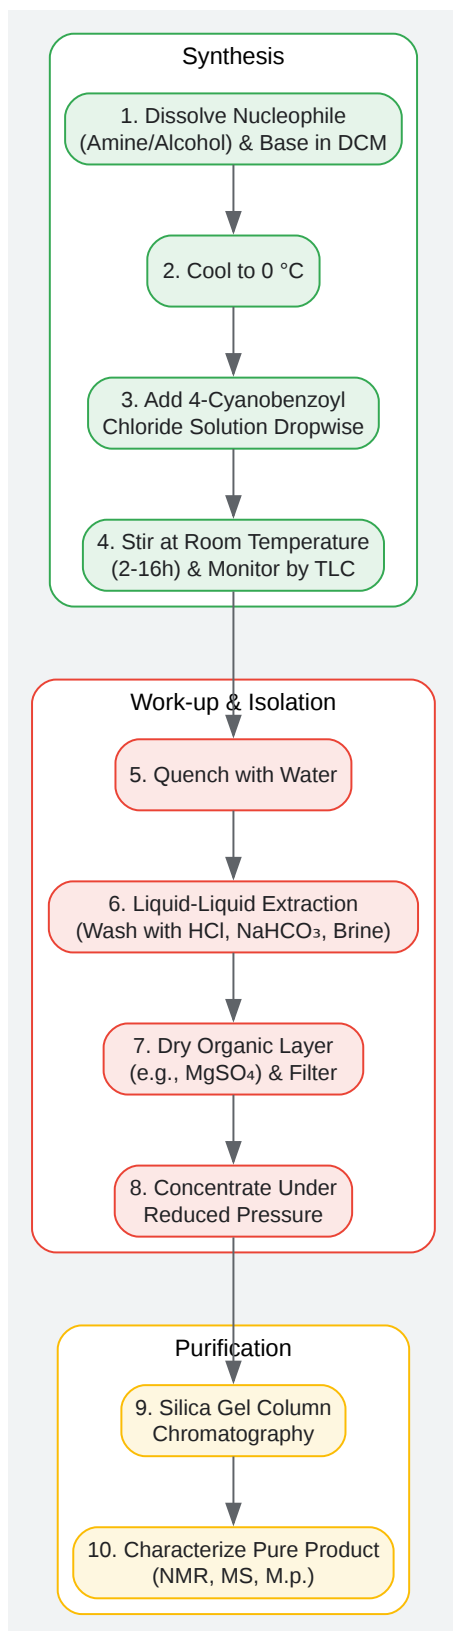 Synthesis
1. Dissolve Nucleophile
(Amine/Alcohol) & Base in DCM
2. Cool to 0 °C
3. Add 4-Cyanobenzoyl
Chloride Solution Dropwise
4. Stir at Room Temperature
(2-16h) & Monitor by TLC
Work-up & Isolation
5. Quench with Water
6. Liquid-Liquid Extraction
(Wash with HCl, NaHCO₃, Brine)
7. Dry Organic Layer
(e.g., MgSO₄) & Filter
8. Concentrate Under
Reduced Pressure
Purification
9. Silica Gel Column
Chromatography
10. Characterize Pure Product
(NMR, MS, M.p.)